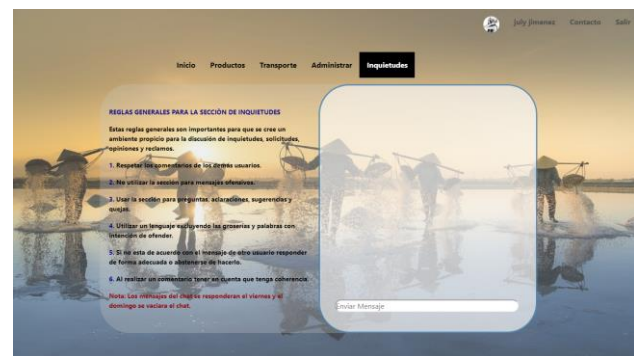 July Jimenez Contacto Salir
Inicio Productos Transporte Administrar Inquietudes
REGLAS GENERALES PARA LA SECCIÓN DE INQUIETUDES
Estas reglas generales son importantes para que se cree un
ambiente propicio para la discusión de inquietudes, solicitudes,
opiniones y reclamos.
1. Respetar los comentarios de los demás usuarios.
2. No utilizar la sección para mensajes ofensivos.
3. Usar la sección para preguntas, aclaraciones, sugerencias y
quejas.
4. Utilizar un lenguaje excluyendo las groserías y palabras con
intención de ofender.
5. Si no esta de acuerdo con el mensaje de otro usuario responder
de forma adecuada o abstenerse de hacerlo.
6. Al realizar un comentario tener en cuenta que tenga coherencia.
Nota. Los mensajes del chat se responderan el viernes y el
domingo se vaciara el chat.
Enviar Mensaje